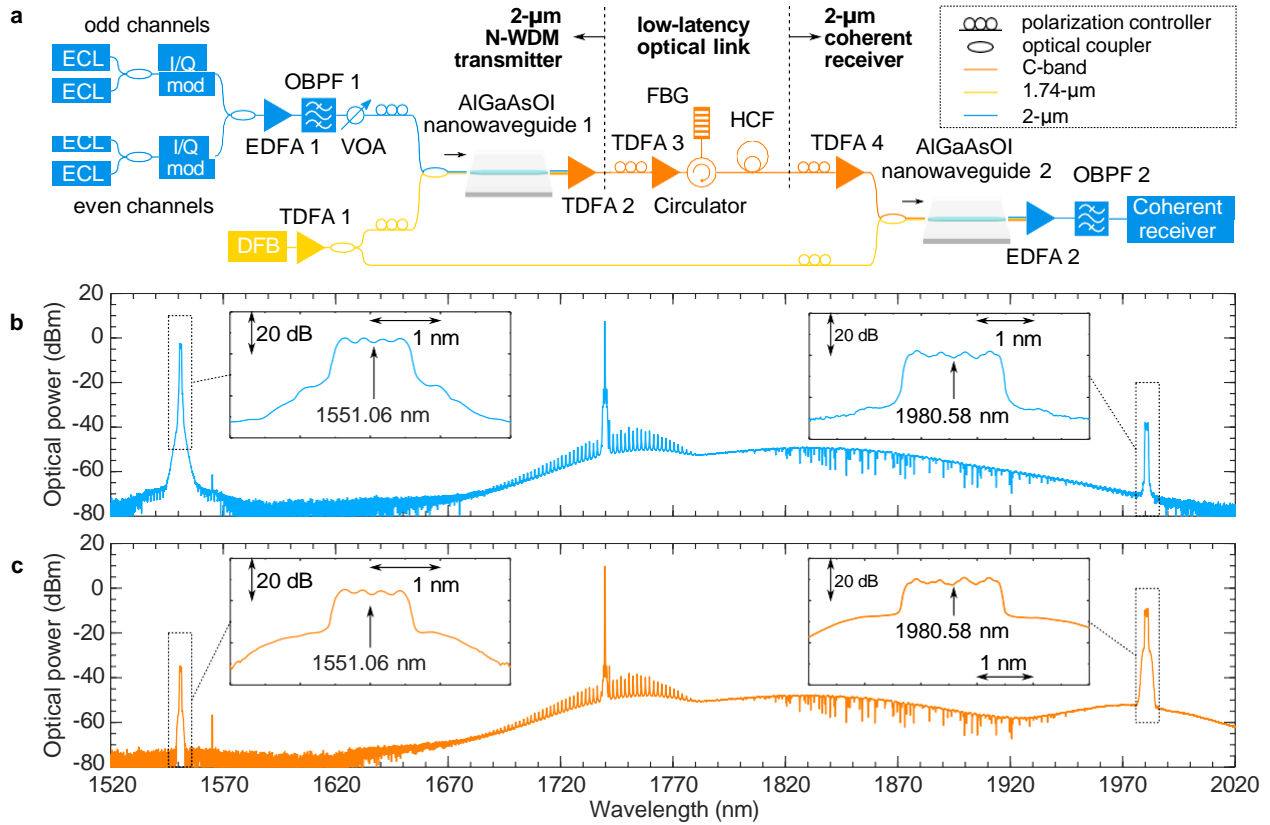 a
odd channels
ECL
ECL
I/Q
mod
ECL
ECL
I/Q
mod
even channels
OBPF 1
EDFA 1
VOA
TDFA 1
DFB
2-µm
N-WDM
transmitter
AlGaAsOI
nanowaveguide 1
TDFA 2
low-latency
optical link
FBG
HCF
TDFA 3
Circulator
2-µm
coherent
receiver
TDFA 4
AlGaAsOI
nanowaveguide 2
OBPF 2
EDFA 2
Coherent
receiver
polarization controller
optical coupler
C-band
1.74-µm
2-µm
b
Optical power (dBm)
20
0
-20
-40
-60
-80
20 dB
1 nm
1551.06 nm
20 dB
1 nm
1980.58 nm
c
Optical power (dBm)
20
0
-20
-40
-60
-80
20 dB
1 nm
1551.06 nm
20 dB
1980.58 nm
1 nm
1520 1570 1620 1670 1720 1770 1820 1870 1920 1970 2020
Wavelength (nm)